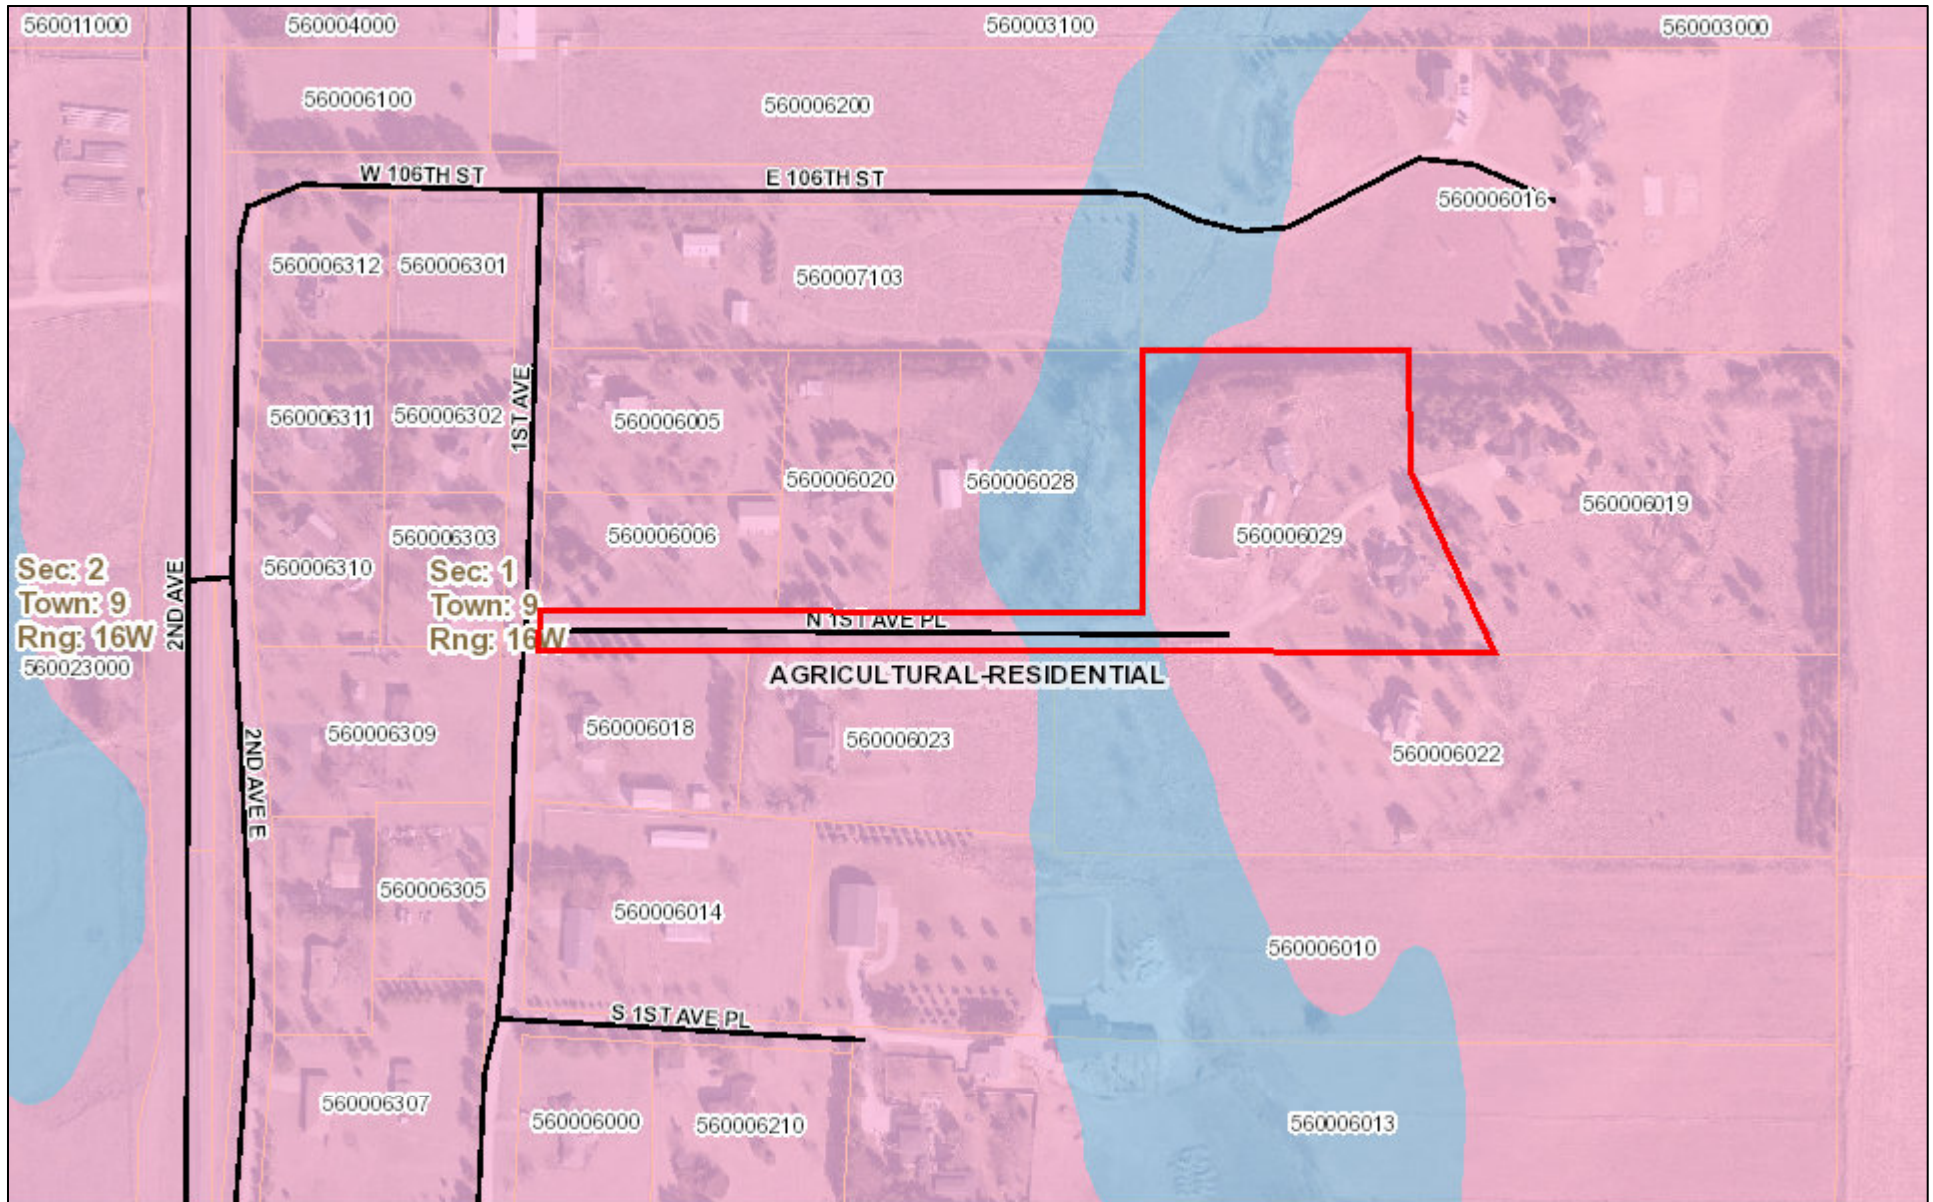 560011000
560004000
560003100
560003000
560006100
560006200
W 106TH ST
E 106TH ST
560006016
560006312
560006301
560007103
1ST AVE
560006311
560006302
560006005
560006020
560006028
560006019
560006029
560006006
560006303
560006310
Sec: 2
Town: 9
Rng: 16W
2ND AVE
Sec: 1
Town: 9
Rng: 16W
N 1ST AVE PL
560023000
AGRICULTURAL-RESIDENTIAL
560006309
560006018
560006023
560006022
2ND AVE E
560006305
560006014
560006010
S 1ST AVE PL
560006307
560006000
560006210
560006013